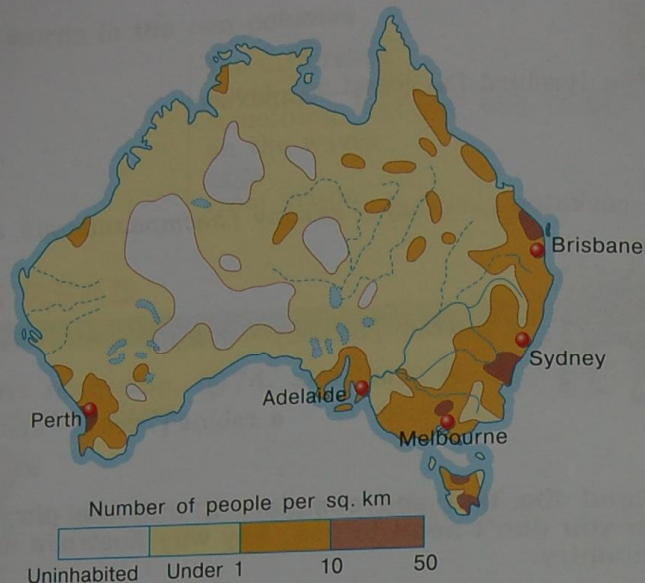 Brisbane
Sydney
Adelaide
Perth
Melbourne
Number of people per sq. km
Uninhabited Under 1 10 50